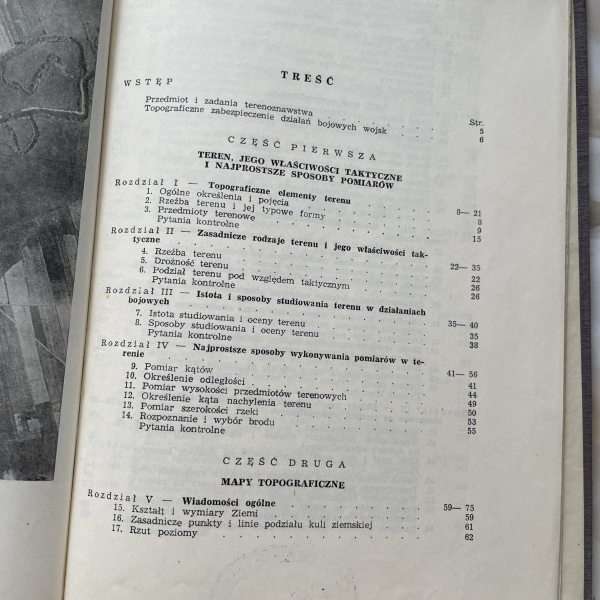 TREŚĆ
WSTĘP
Str.
Przedmiot i zadania terenoznawstwa . . . . . . 5
Topograficzne zabezpieczenie działań bojowych wojsk . . . 6
CZĘŚĆ PIERWSZA
TEREN, JEGO WŁAŚCIWOŚCI TAKTYCZNE
I NAJPROSTSZE SPOSOBY POMIARÓW
Rozdział I — Topograficzne elementy terenu 8— 21
1. Ogólne określenia i pojęcia 8
2. Rzeźba terenu i jej typowe formy 9
3. Przedmioty terenowe 15
Pytania kontrolne
Rozdział II — Zasadnicze rodzaje terenu i jego właściwości tak-
tyczne 22— 35
4. Rzeźba terenu 22
5. Drożność terenu 26
6. Podział terenu pod względem taktycznym 26
Pytania kontrolne
Rozdział III — Istota i sposoby studiowania terenu w działaniach
bojowych 35— 40
7. Istota studiowania i oceny terenu 35
8. Sposoby studiowania i oceny terenu 38
Pytania kontrolne
Rozdział IV — Najprostsze sposoby wykonywania pomiarów w te-
renie 41— 56
9. Pomiar kątów 41
10. Określenie odległości 44
11. Pomiar wysokości przedmiotów terenowych 49
12. Określenie kąta nachylenia terenu 50
13. Pomiar szerokości rzeki 53
14. Rozpoznanie i wybór brodu 55
Pytania kontrolne
CZĘŚĆ DRUGA
MAPY TOPOGRAFICZNE
Rozdział V — Wiadomości ogólne 59— 75
15. Kształt i wymiary Ziemi 59
16. Zasadnicze punkty i linie podziału kuli ziemskiej 61
17. Rzut poziomy 62